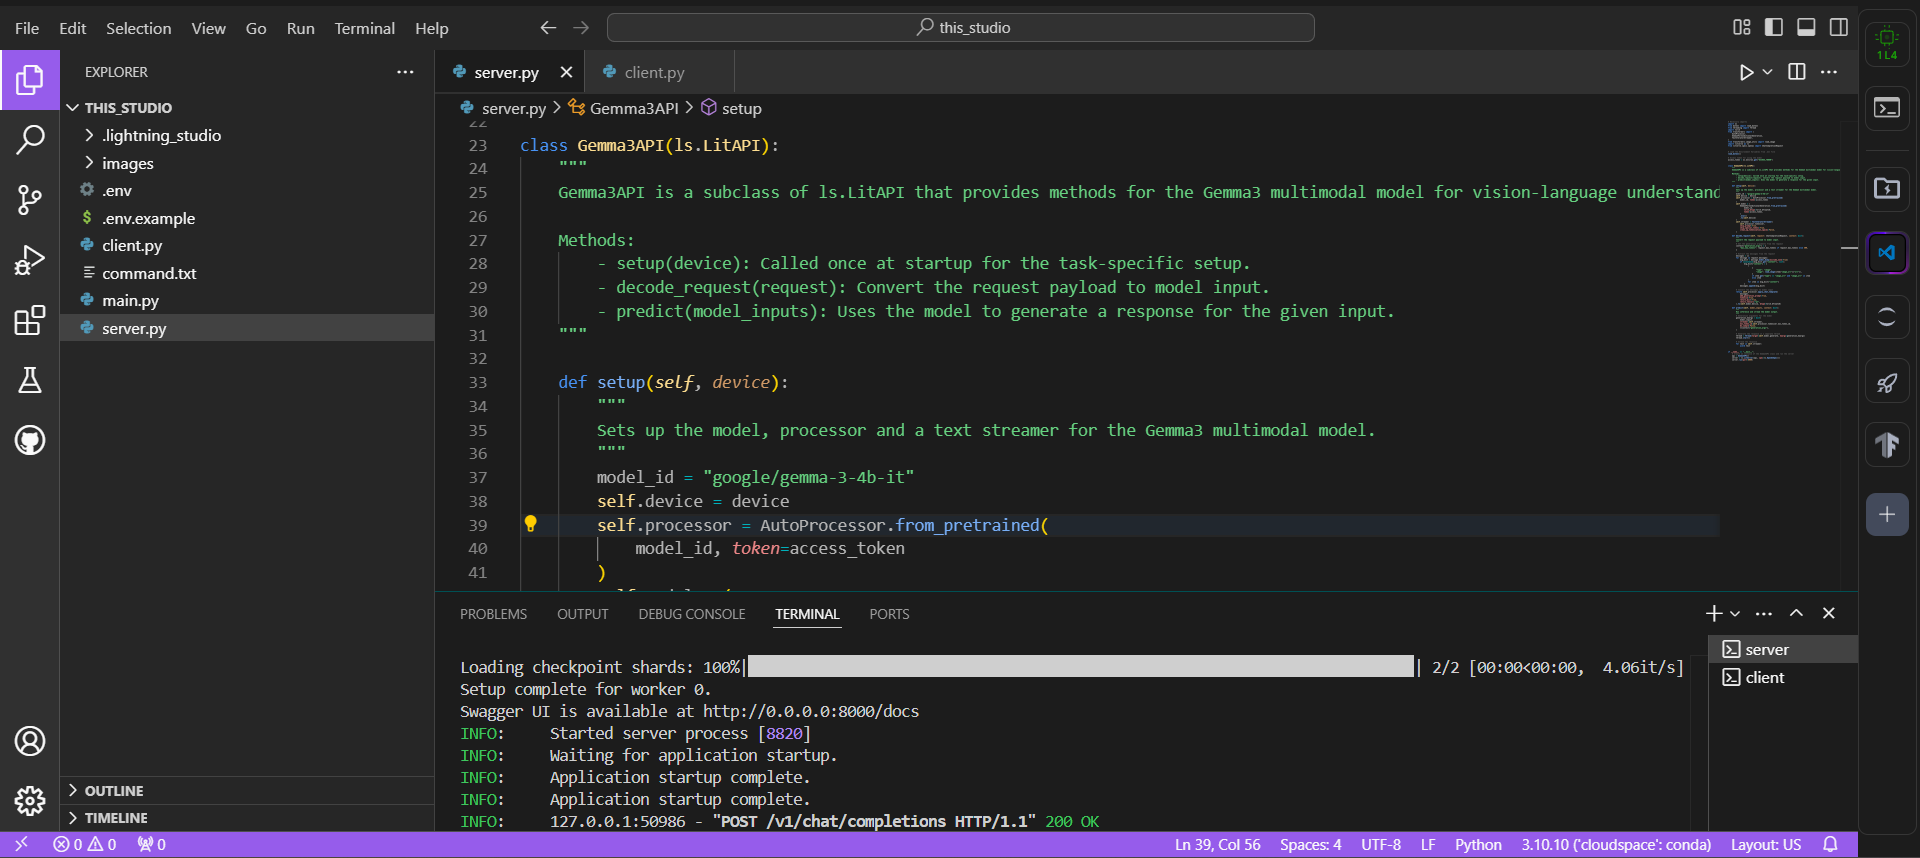 File Edit Selection View Go Run Terminal Help
this_studio
1 L4
EXPLORER
THIS_STUDIO
.lightning_studio
images
.env
$ .env.example
client.py
command.txt
main.py
server.py
OUTLINE
TIMELINE
server.py
client.py
server.py > Gemma3API > setup
22
23 class Gemma3API(ls.LitAPI):
24 """
25 Gemma3API is a subclass of ls.LitAPI that provides methods for the Gemma3 multimodal model for vision-language understand
26
27 Methods:
28 - setup(device): Called once at startup for the task-specific setup.
29 - decode_request(request): Convert the request payload to model input.
30 - predict(model_inputs): Uses the model to generate a response for the given input.
31 """
32
33 def setup(self, device):
34 """
35 Sets up the model, processor and a text streamer for the Gemma3 multimodal model.
36 """
37 model_id = "google/gemma-3-4b-it"
38 self.device = device
39 self.processor = AutoProcessor.from_pretrained(
40 model_id, token=access_token
41 )
PROBLEMS OUTPUT DEBUG CONSOLE TERMINAL PORTS
Loading checkpoint shards: 100%| | 2/2 [00:00<00:00, 4.06it/s]
Setup complete for worker 0.
Swagger UI is available at http://0.0.0.0:8000/docs
INFO: Started server process [8820]
INFO: Waiting for application startup.
INFO: Application startup complete.
INFO: Application startup complete.
INFO: 127.0.0.1:50986 - "POST /v1/chat/completions HTTP/1.1" 200 OK
server
client
0 0 0
Ln 39, Col 56 Spaces: 4 UTF-8 LF Python 3.10.10 ('cloudspace': conda) Layout: US